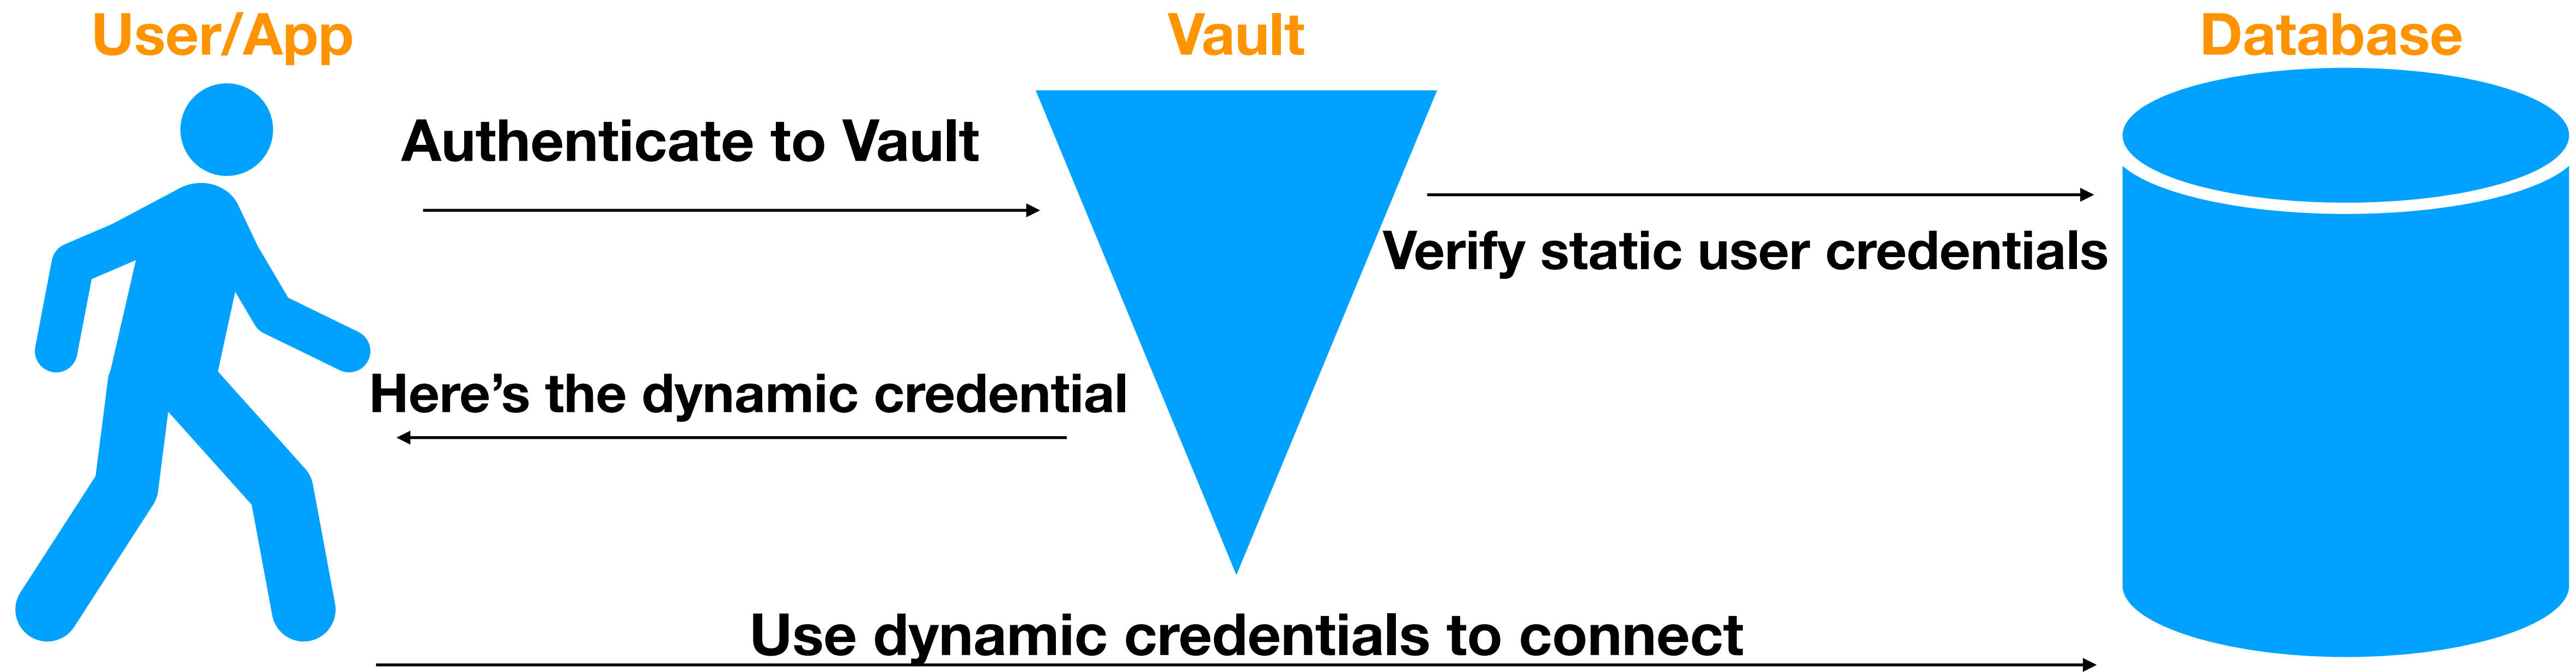 User/App
Vault
Database
Authenticate to Vault
Verify static user credentials
Here’s the dynamic credential
Use dynamic credentials to connect